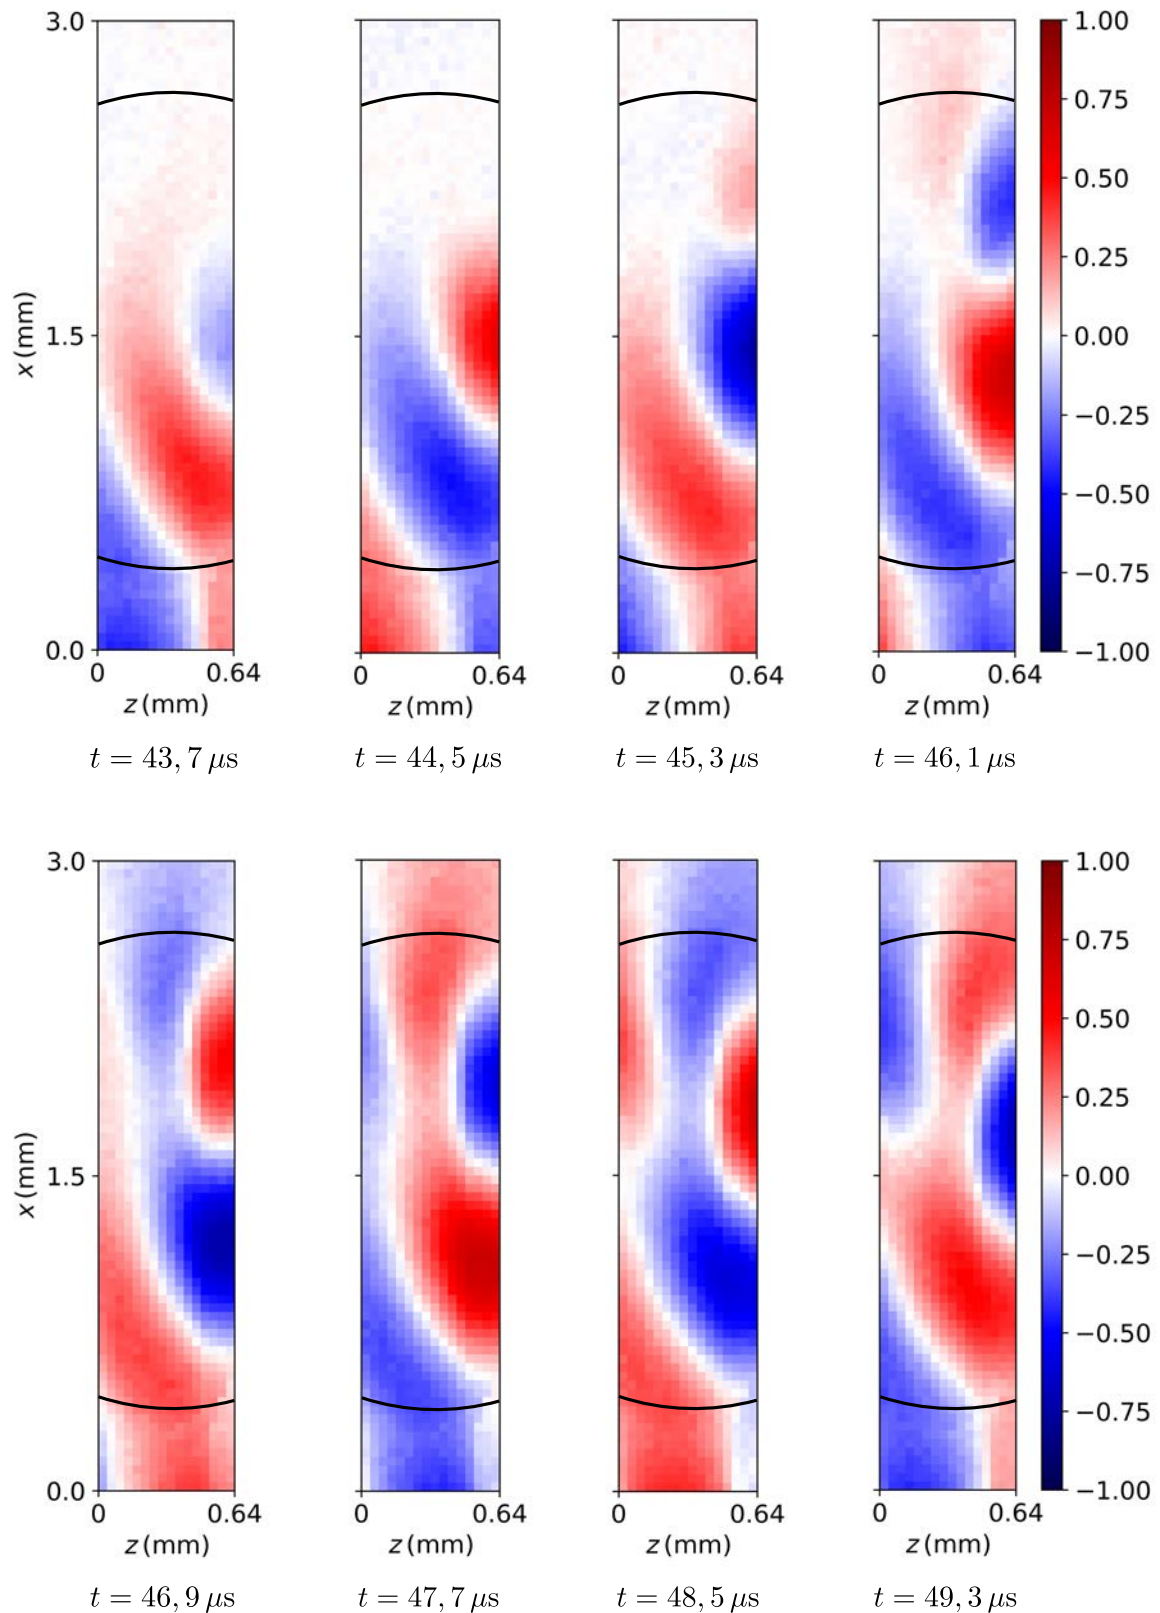 3.0
1.5
0.0
x (mm)
0 0.64
z (mm)
t = 43, 7 μs
0 0.64
z (mm)
t = 44, 5 μs
0 0.64
z (mm)
t = 45, 3 μs
0 0.64
z (mm)
t = 46, 1 μs
1.00
0.75
0.50
0.25
0.00
−0.25
−0.50
−0.75
−1.00
3.0
1.5
0.0
x (mm)
0 0.64
z (mm)
t = 46, 9 μs
0 0.64
z (mm)
t = 47, 7 μs
0 0.64
z (mm)
t = 48, 5 μs
0 0.64
z (mm)
t = 49, 3 μs
1.00
0.75
0.50
0.25
0.00
−0.25
−0.50
−0.75
−1.00